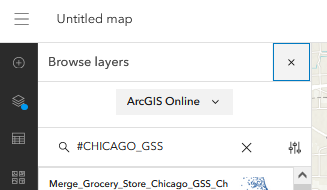 Untitled map
Browse layers
ArcGIS Online
#CHICAGO_GSS
Merge_Grocery_Store_Chicago_GSS_Ch